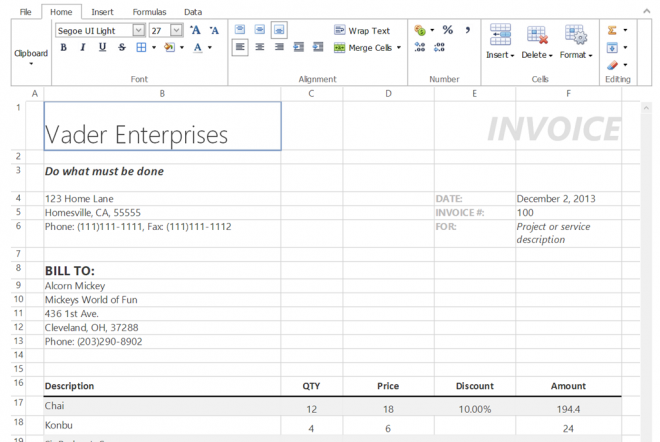 File Home Insert Formulas Data
Segoe UI Light 27 A A Wrap Text % ,
Clipboard B I U S A Merge Cells Insert Delete Format
Font Alignment Number Cells Editing
A B C D E F
1 Vader Enterprises INVOICE
2
3 Do what must be done
4 123 Home Lane DATE: December 2, 2013
5 Homesville, CA, 55555 INVOICE #: 100
6 Phone: (111)111-1111, Fax: (111)111-1112 FOR: Project or service
description
7
8 BILL TO:
9 Alcorn Mickey
10 Mickeys World of Fun
11 436 1st Ave.
12 Cleveland, OH, 37288
13 Phone: (203)290-8902
14
15
16 Description QTY Price Discount Amount
17 Chai 12 18 10.00% 194.4
18 Konbu 4 6 24
19